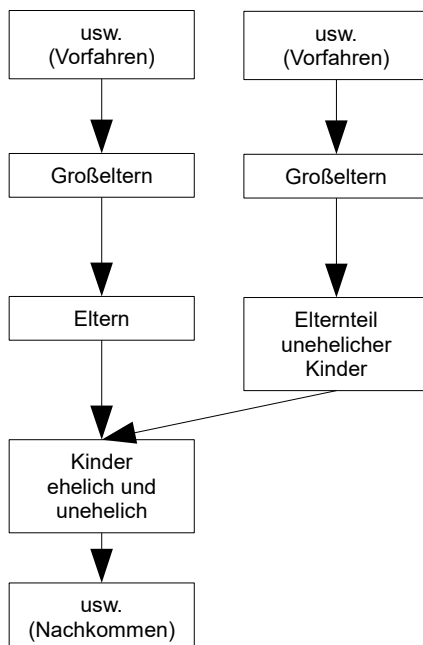 usw.
(Vorfahren)
usw.
(Vorfahren)
Großeltern
Großeltern
Eltern
Elternteil
unehelicher
Kinder
Kinder
ehelich und
unehelich
usw.
(Nachkommen)